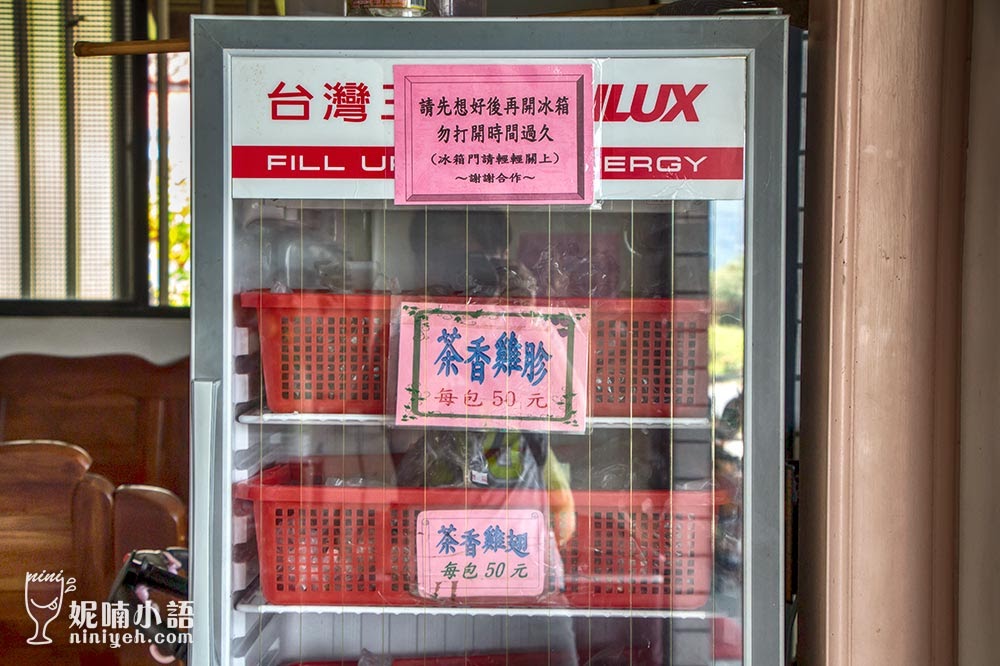 台灣
MLUX
請先想好後再開冰箱
勿打開時間過久
(冰箱門請輕輕關上)
～謝謝合作～
FILL
ERGY
茶香雞胗
每包50元
茶香雞翅
每包50元
nini
妮喃小語
niniyeh.com